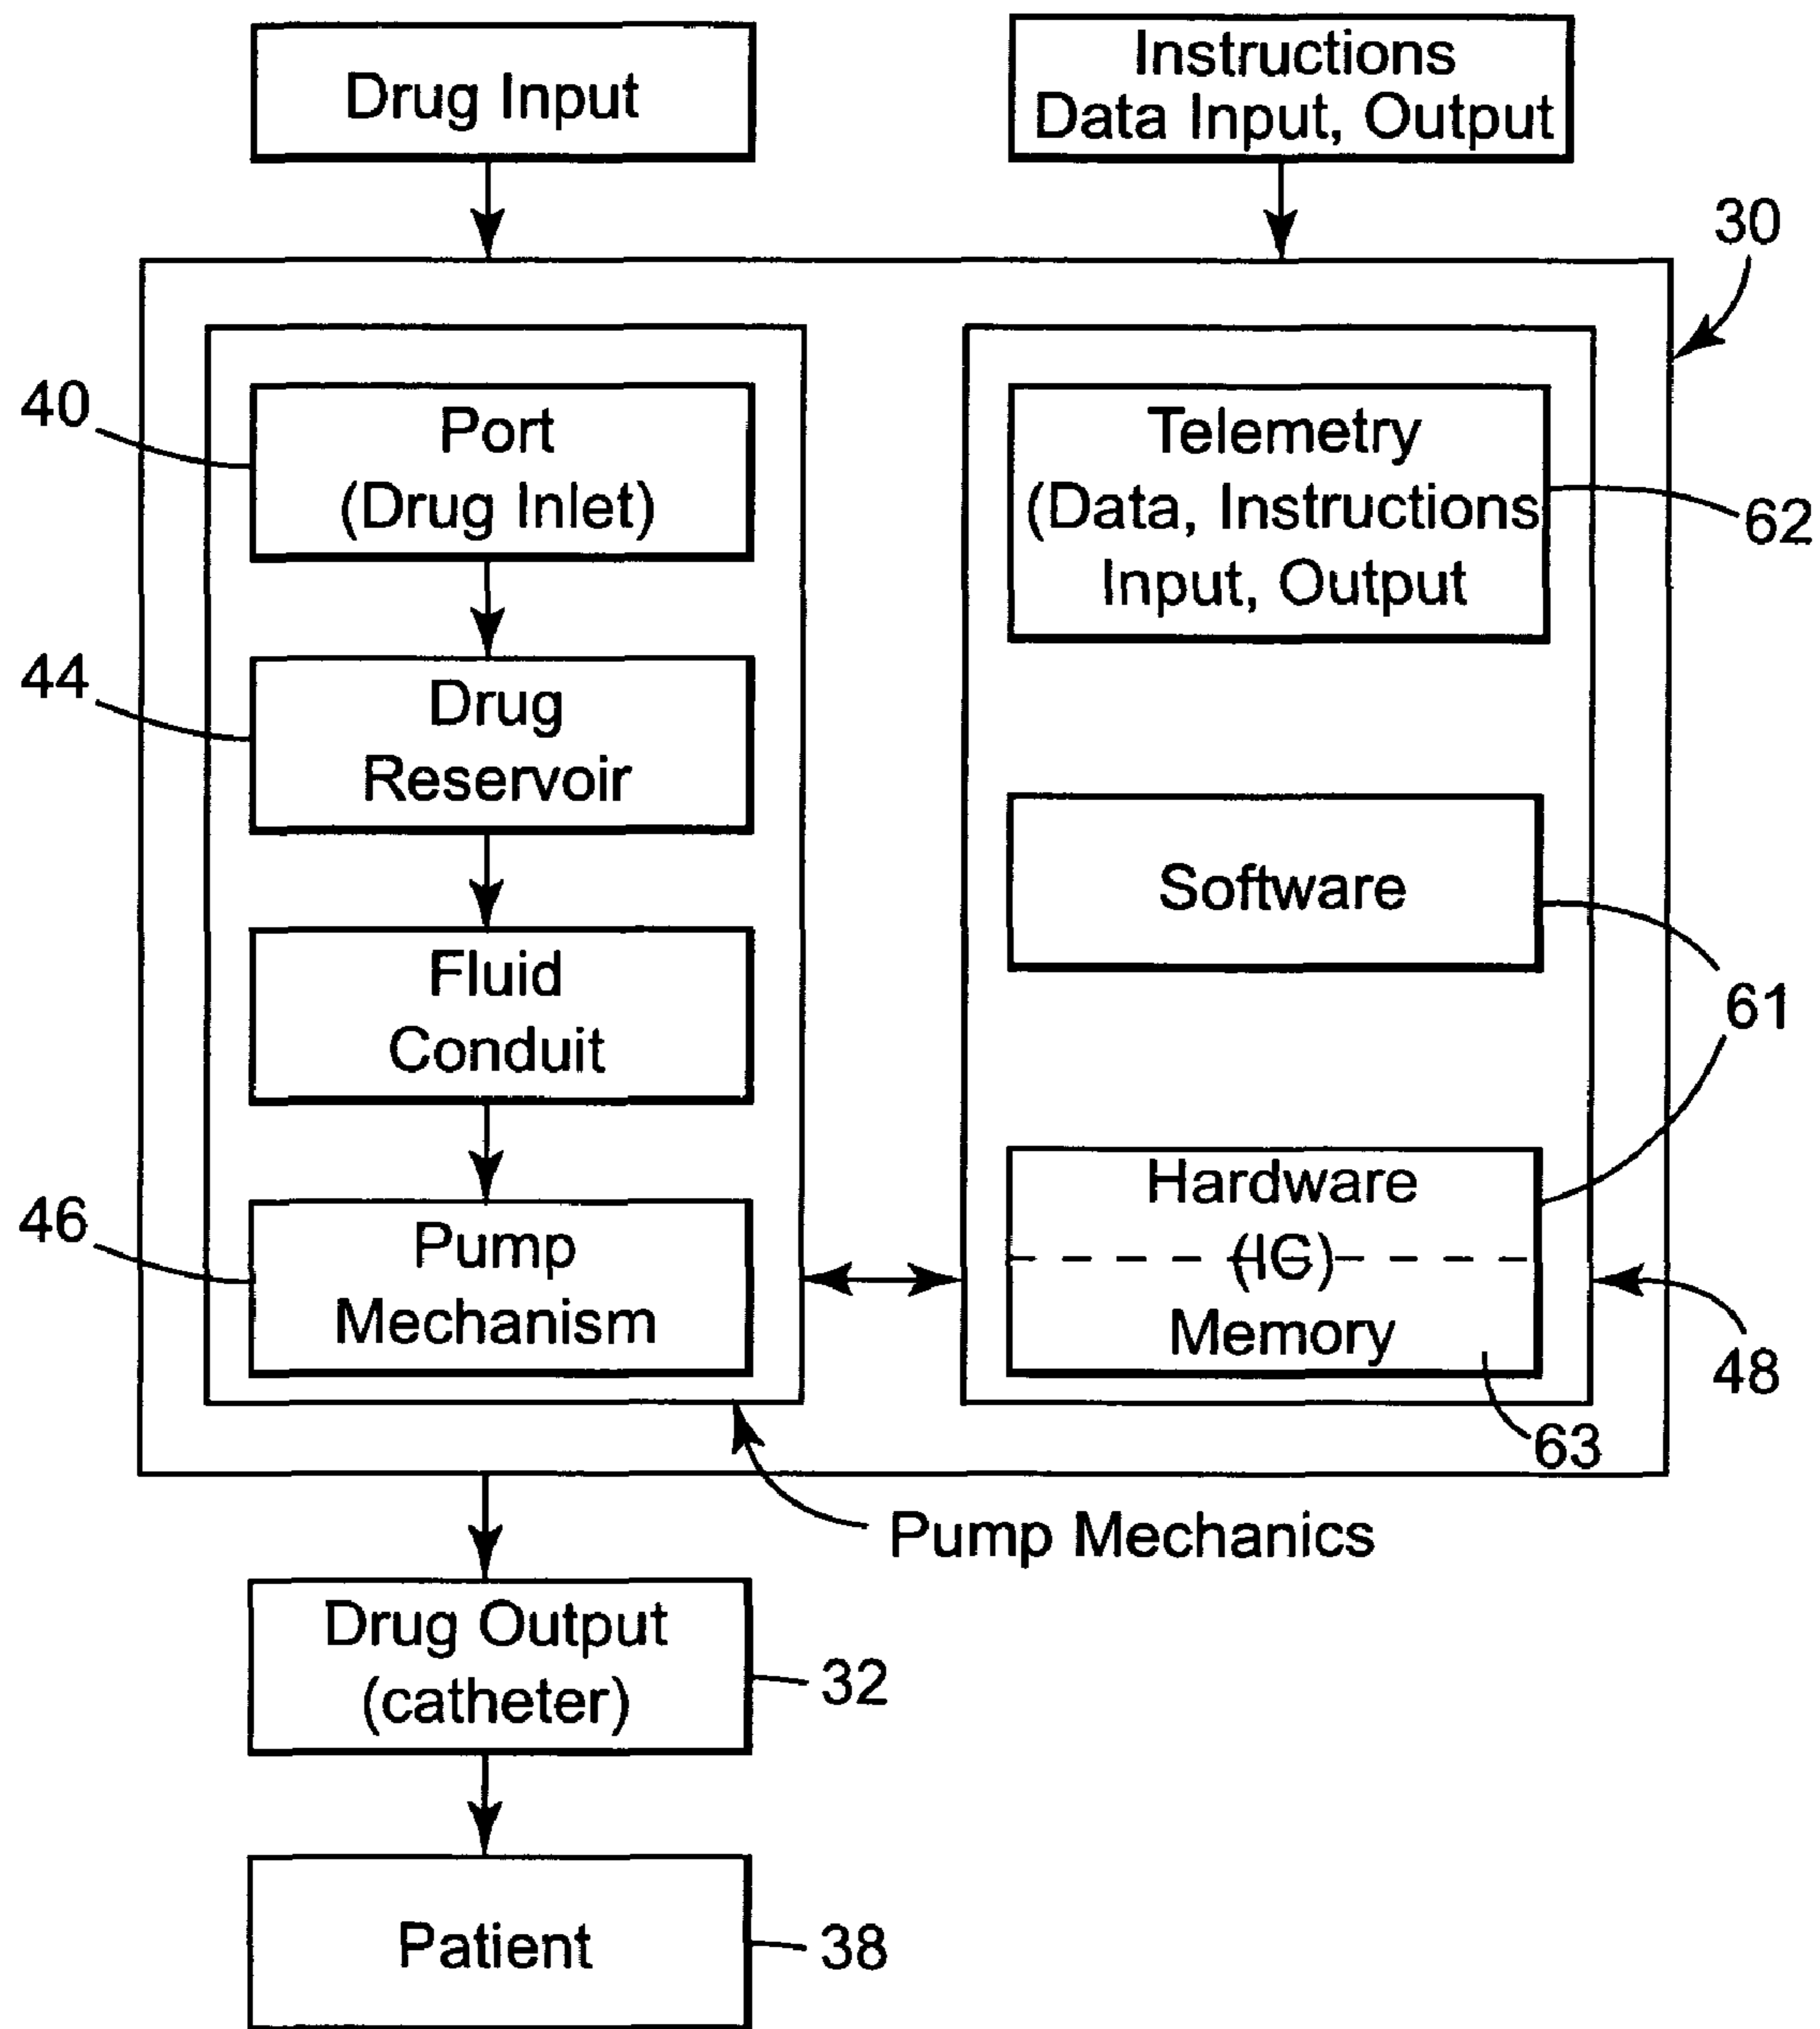 Drug Input
Instructions
Data Input, Output
30
40
Port
(Drug Inlet)
Telemetry
(Data, Instructions
Input, Output
62
44
Drug
Reservoir
Software
61
Fluid
Conduit
46
Pump
Mechanism
Hardware
(IC)
Memory
48
63
Pump Mechanics
Drug Output
(catheter)
32
Patient
38